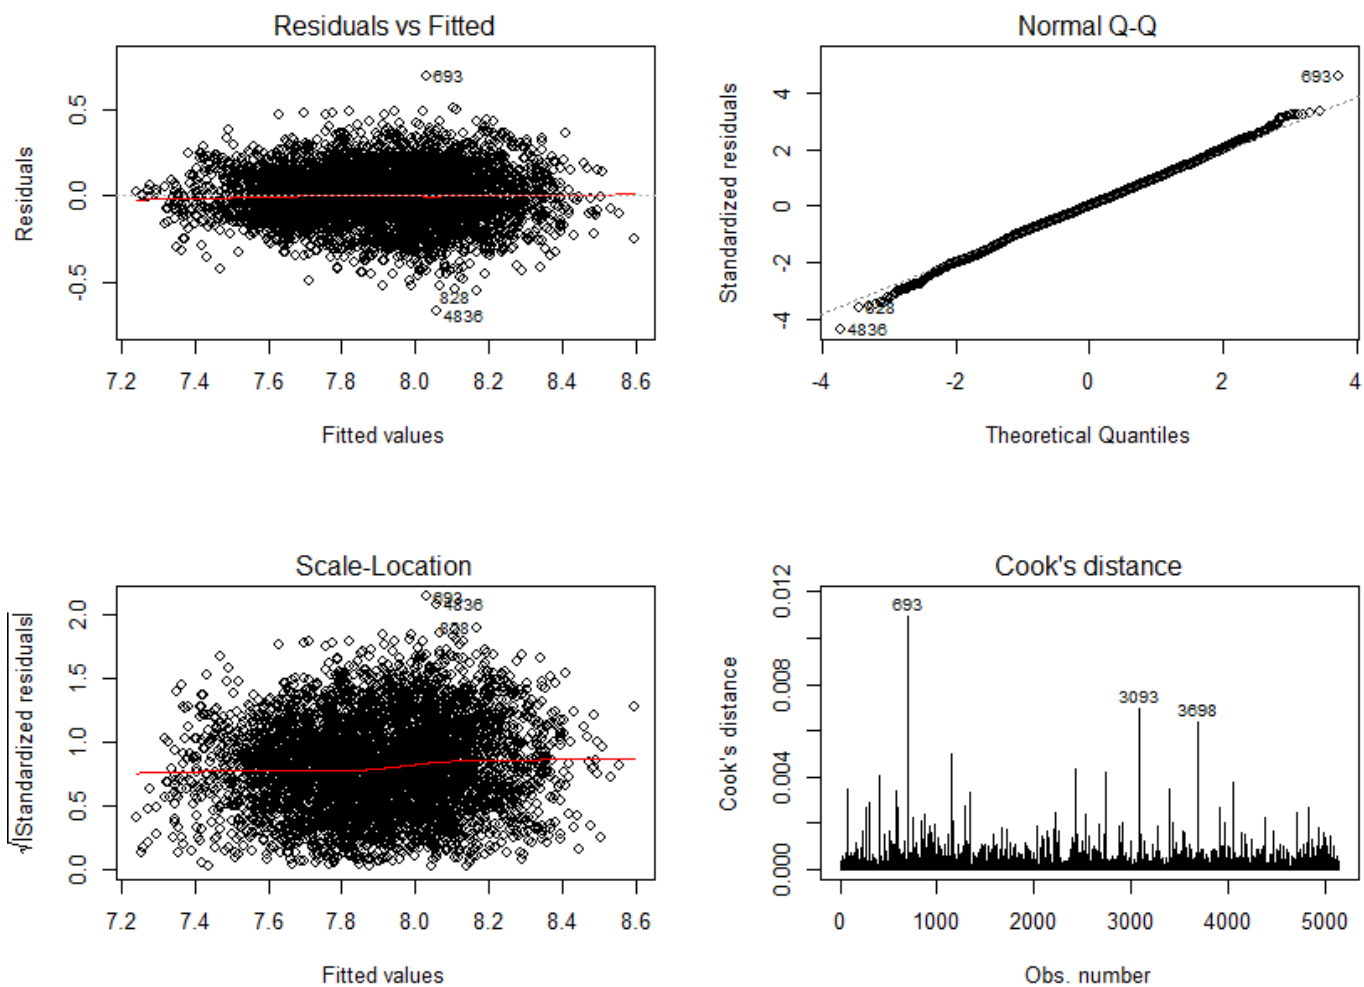 Residuals vs Fitted
Residuals
0.5
0.0
-0.5
693
828
4836
7.2 7.4 7.6 7.8 8.0 8.2 8.4 8.6
Fitted values
Normal Q-Q
Standardized residuals
4
2
0
-2
-4
693
828
4836
-4 -2 0 2 4
Theoretical Quantiles
Scale-Location
√|Standardized residuals|
2.0
1.5
1.0
0.5
0.0
693
4836
828
7.2 7.4 7.6 7.8 8.0 8.2 8.4 8.6
Fitted values
Cook's distance
Cook's distance
0.012
0.008
0.004
0.000
693
3093
3698
0 1000 2000 3000 4000 5000
Obs. number